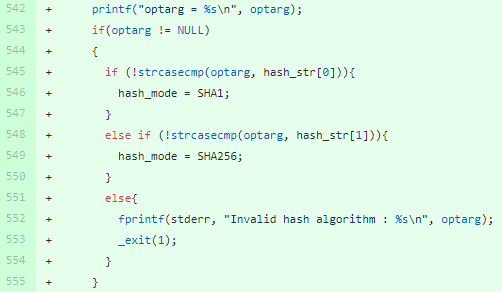 542 + printf("optarg = %s\n", optarg);
543 + if(optarg != NULL)
544 + {
545 + if (!strcasecmp(optarg, hash_str[0])){
546 + hash_mode = SHA1;
547 + }
548 + else if (!strcasecmp(optarg, hash_str[1])){
549 + hash_mode = SHA256;
550 + }
551 + else{
552 + fprintf(stderr, "Invalid hash algorithm : %s\n", optarg);
553 + _exit(1);
554 + }
555 + }